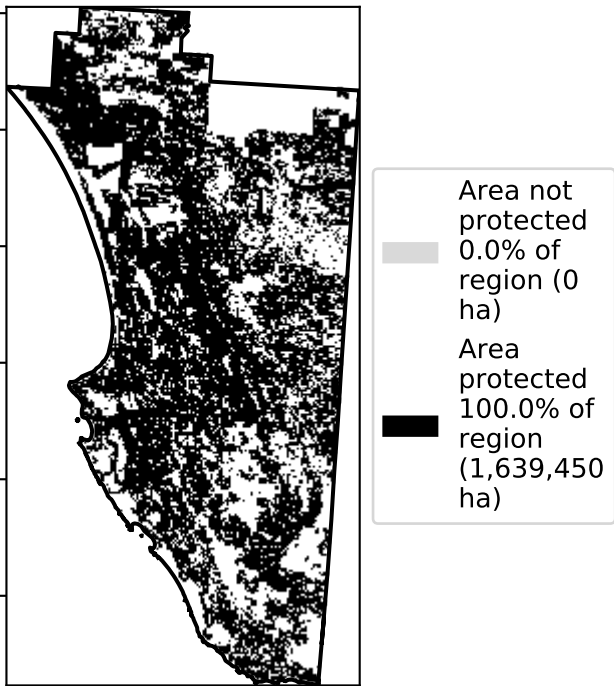 Area not
protected
0.0% of
region (0
ha)
Area
protected
100.0% of
region
(1,639,450
ha)